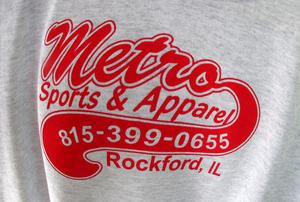 Metro
Sports & Apparel
815-399-0655
Rockford, IL